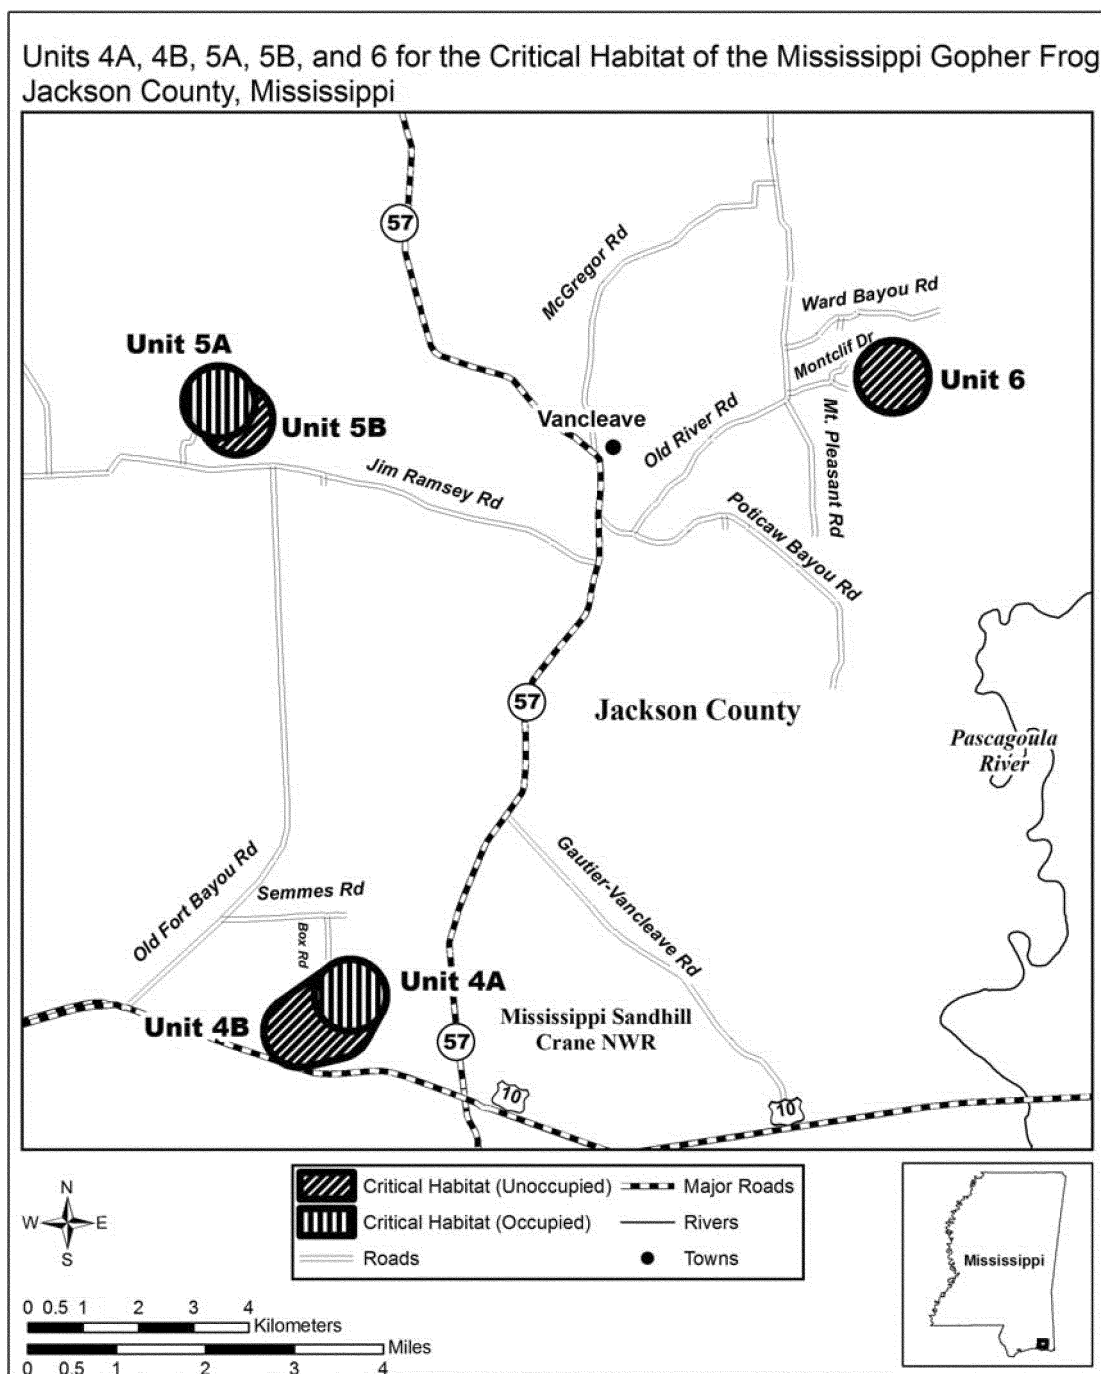 Units 4A, 4B, 5A, 5B, and 6 for the Critical Habitat of the Mississippi Gopher Frog
Jackson County, Mississippi
57
McGregor Rd
Ward Bayou Rd
Unit 5A
Montclif Dr
Unit 6
Vancleave
Old River Rd
Mt. Pleasant Rd
Unit 5B
Jim Ramsey Rd
Poticaw Bayou Rd
57
Jackson County
Pascagoula
River
Old Fort Bayou Rd
Semmes Rd
Box Rd
Gautier-Vancleave Rd
Unit 4A
Unit 4B
57
Mississippi Sandhill
Crane NWR
10
10
N
W
E
S
Critical Habitat (Unoccupied)
Critical Habitat (Occupied)
Roads
Major Roads
Rivers
Towns
Mississippi
0 0.5 1 2 3 4
Kilometers
Miles
0 0.5 1 2 3 4